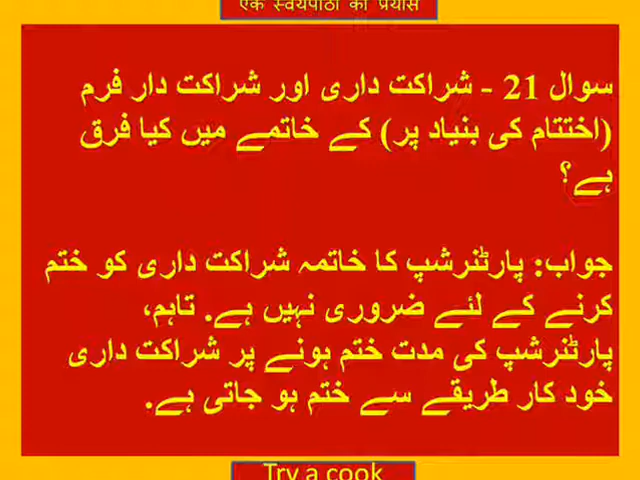 एक स्वयंपाठी का प्रयास
سوال 21 - شراکت داری اور شراکت دار فرم
(اختتام کی بنیاد پر) کے خاتمے میں کیا فرق
ہے؟
جواب: پارٹنرشپ کا خاتمہ شراکت داری کو ختم
کرنے کے لئے ضروری نہیں ہے. تاہم،
پارٹنرشپ کی مدت ختم ہونے پر شراکت داری
خود کار طریقے سے ختم ہو جاتی ہے.
Try a cook